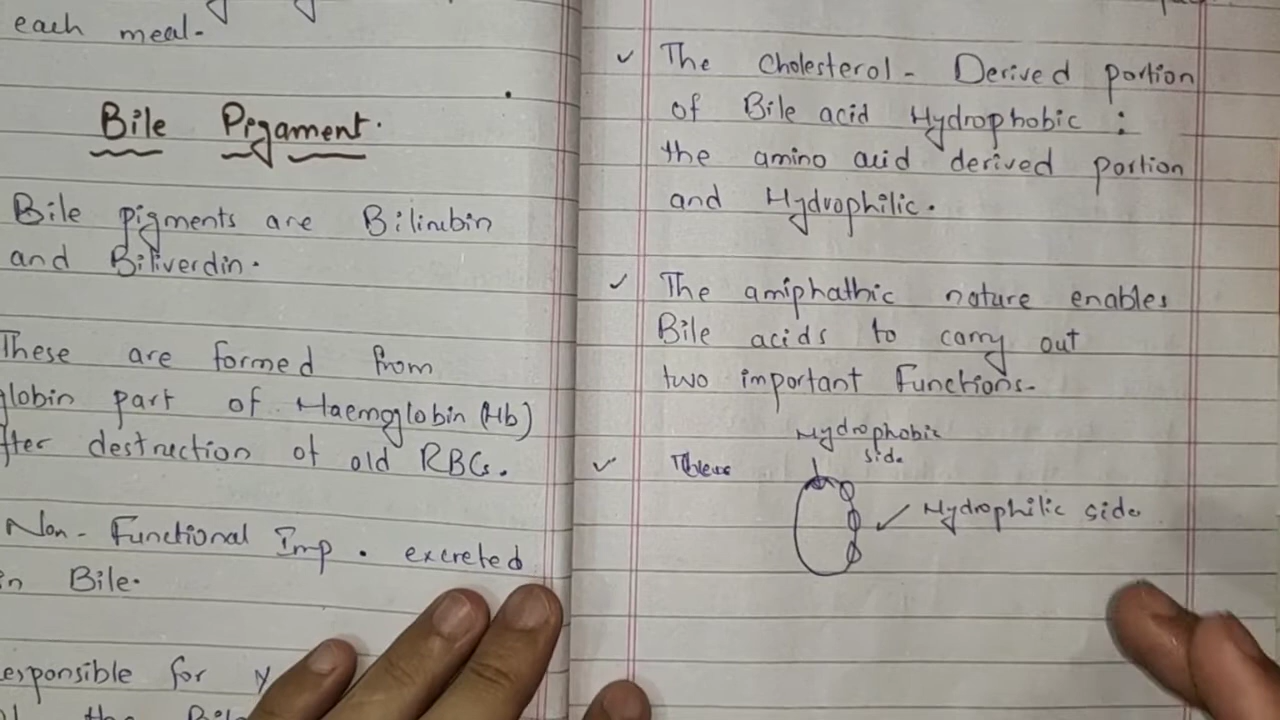 each meal.
Bile Pigament.
Bile pigments are Bilirubin
and Biliverdin.
These are formed from
globin part of Haemoglobin (Hb)
after destruction of old RBCs.
Non - Functional Imp . excreted
in Bile.
responsible for
the
The Cholesterol - Derived portion
of Bile acid Hydrophobic :
the amino acid derived portion
and Hydrophilic.
The amiphathic nature enables
Bile acids to carry out
two important Functions.
Hydrophobic
side
Hydrophilic side